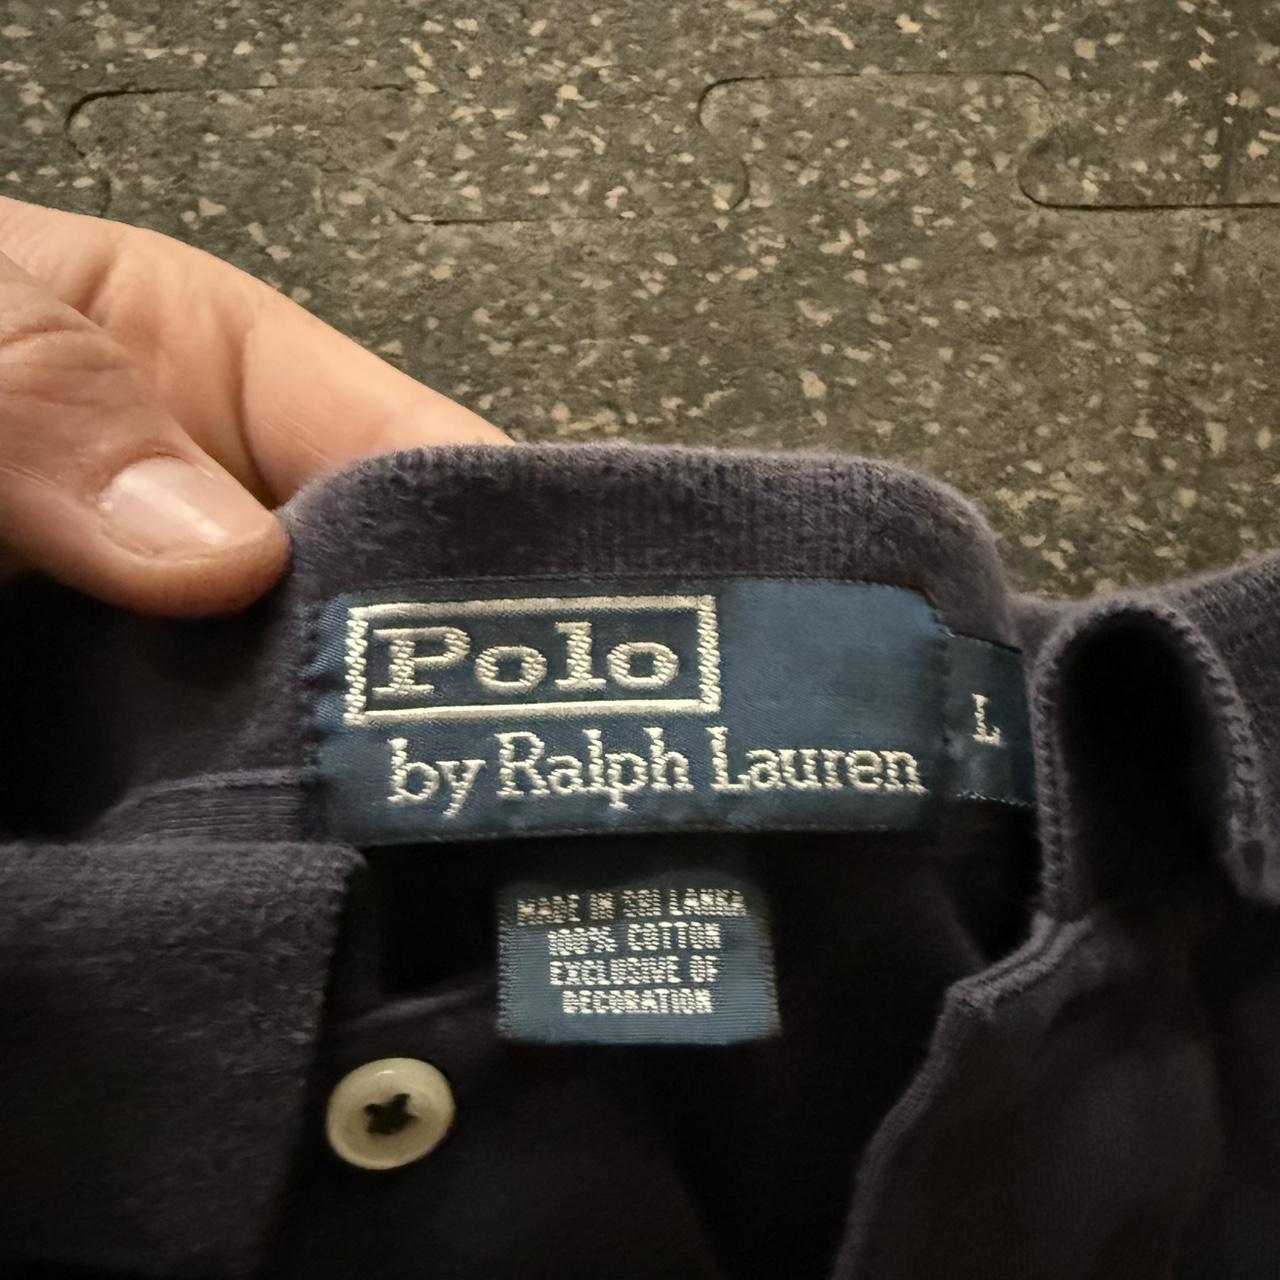 Polo
by Ralph Lauren
L
MADE IN SRI LANKA
100% COTTON
EXCLUSIVE OF
DECORATION